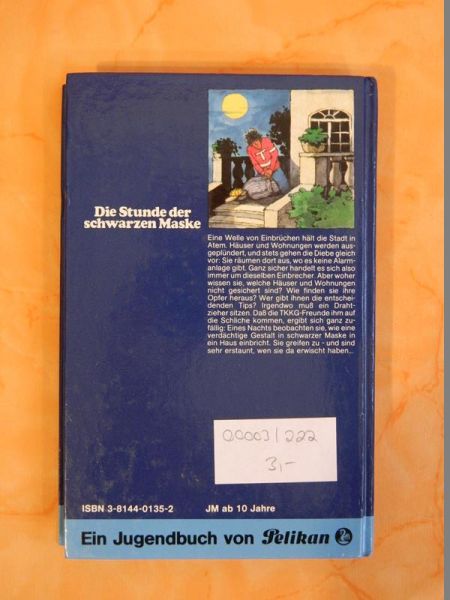 Die Stunde der
schwarzen Maske
Eine Welle von Einbrüchen hält die Stadt in
Atem. Häuser und Wohnungen werden aus-
geplündert, und stets gehen die Diebe gleich
vor: Sie räumen dort aus, wo es keine Alarm-
anlage gibt. Ganz sicher handelt es sich also
immer um dieselben Einbrecher. Aber woher
wissen sie, welche Häuser und Wohnungen
nicht gesichert sind? Wie finden sie ihre
Opfer heraus? Wer gibt ihnen die entschei-
denden Tips? Irgendwo muß ein Draht-
zieher sitzen. Daß die TKKG-Freunde ihm auf
die Schliche kommen, ergibt sich ganz zu-
fällig: Eines Nachts beobachten sie, wie eine
verdächtige Gestalt in schwarzer Maske in
ein Haus einbricht. Sie greifen zu - und sind
sehr erstaunt, wen sie da erwischt haben...
00003/222
3,-
ISBN 3-8144-0135-2 JM ab 10 Jahre
Ein Jugendbuch von Pelikan